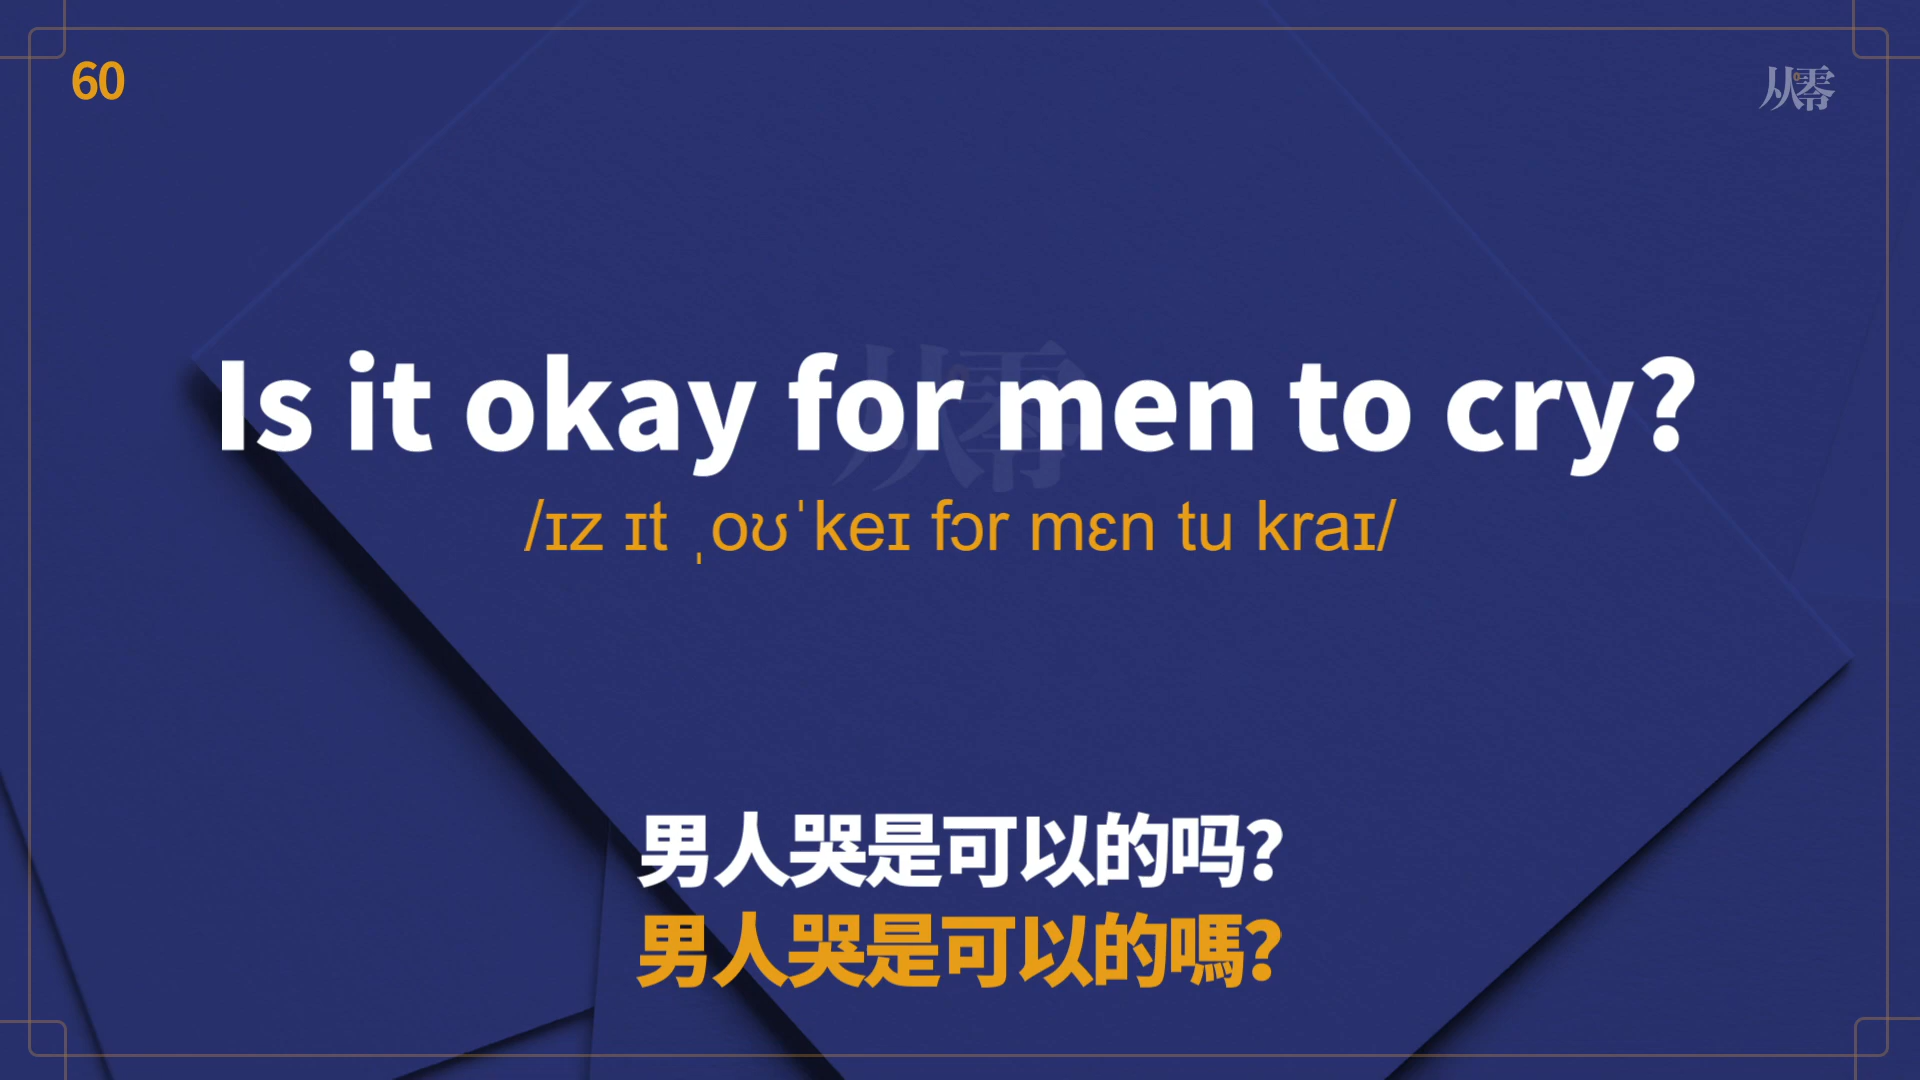 60
从零
Is it okay for men to cry?
/ɪz ɪt ˌoʊˈkeɪ fɔr mɛn tu kraɪ/
男人哭是可以的吗?
男人哭是可以的嗎?